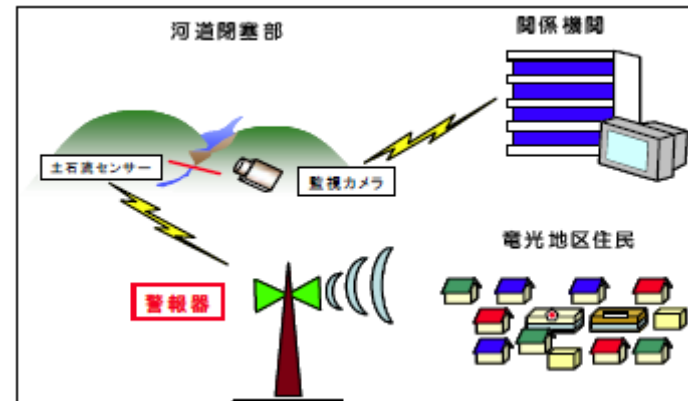 河道閉塞部
関係機関
土石流センサー
監視カメラ
警報器
竜光地区住民